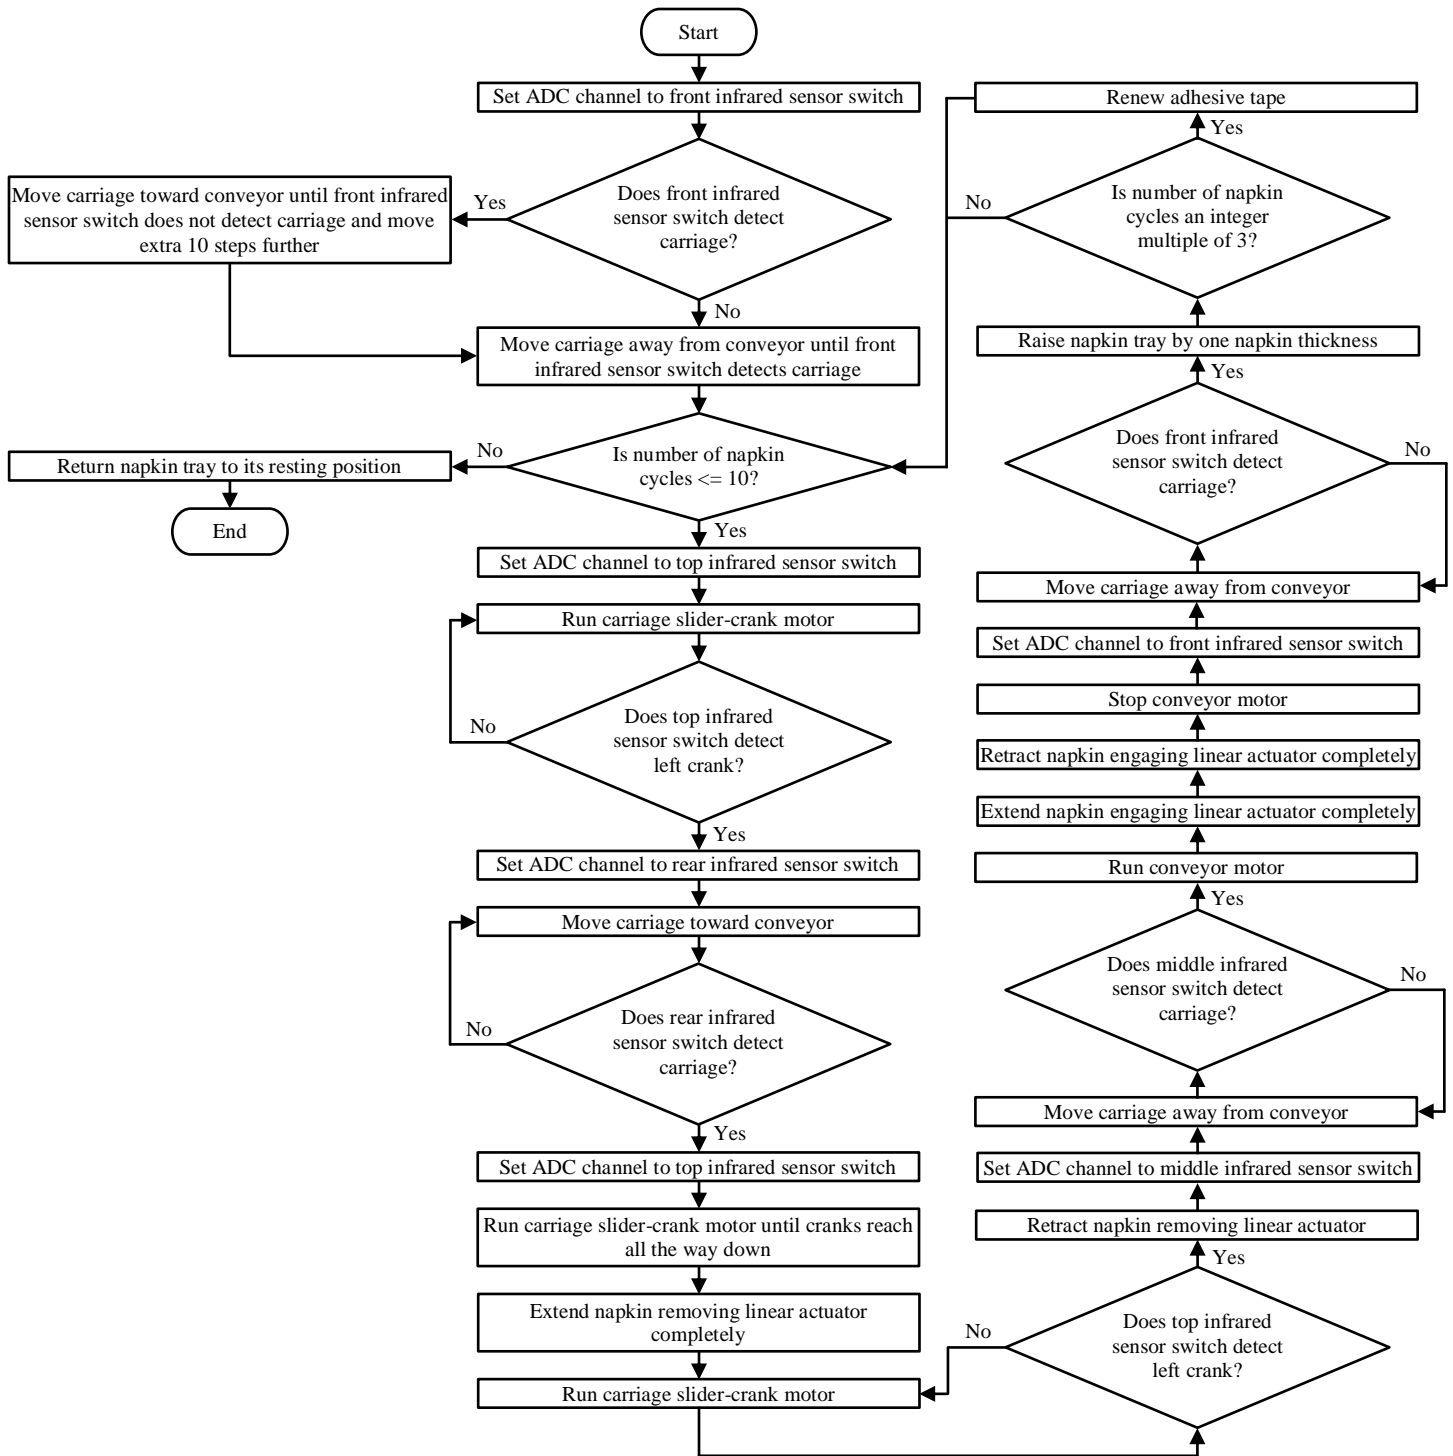 Start
Set ADC channel to front infrared sensor switch
Does front infrared
sensor switch detect
carriage?
Yes
Move carriage toward conveyor until front infrared
sensor switch does not detect carriage and move
extra 10 steps further
No
Move carriage away from conveyor until front
infrared sensor switch detects carriage
Is number of napkin
cycles <= 10?
No
Return napkin tray to its resting position
End
Yes
Set ADC channel to top infrared sensor switch
Run carriage slider-crank motor
Does top infrared
sensor switch detect
left crank?
No
Yes
Set ADC channel to rear infrared sensor switch
Move carriage toward conveyor
Does rear infrared
sensor switch detect
carriage?
No
Yes
Set ADC channel to top infrared sensor switch
Run carriage slider-crank motor until cranks reach
all the way down
Extend napkin removing linear actuator
completely
Run carriage slider-crank motor
Does top infrared
sensor switch detect
left crank?
No
Yes
Retract napkin removing linear actuator
Set ADC channel to middle infrared sensor switch
Move carriage away from conveyor
Does middle infrared
sensor switch detect
carriage?
No
Yes
Run conveyor motor
Extend napkin engaging linear actuator completely
Retract napkin engaging linear actuator completely
Stop conveyor motor
Set ADC channel to front infrared sensor switch
Move carriage away from conveyor
Does front infrared
sensor switch detect
carriage?
No
Yes
Raise napkin tray by one napkin thickness
Is number of napkin
cycles an integer
multiple of 3?
No
Yes
Renew adhesive tape